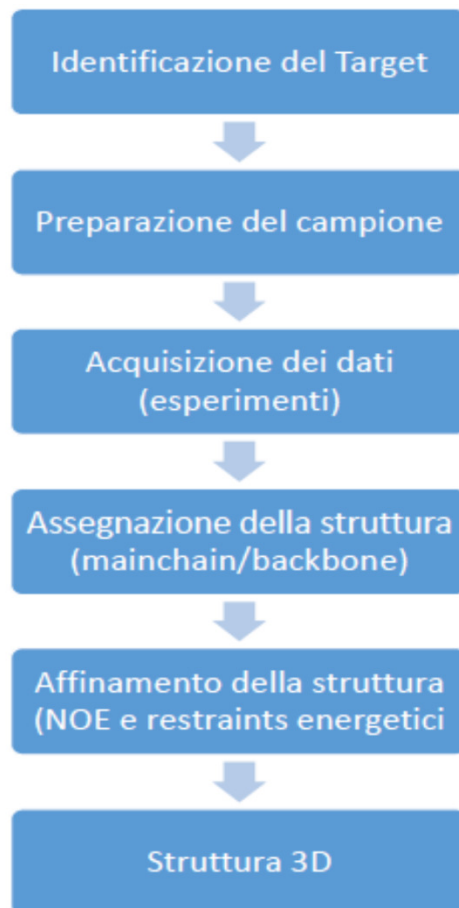 Identificazione del Target
Preparazione del campione
Acquisizione dei dati
(esperimenti)
Assegnazione della struttura
(mainchain/backbone)
Affinamento della struttura
(NOE e restraints energetici
Struttura 3D